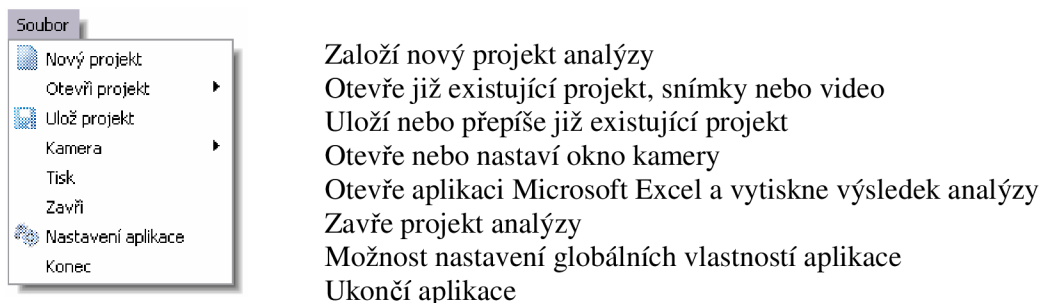 Soubor
Nový projekt
Otevři projekt
Ulož projekt
Kamera
Tisk
Zavři
Nastavení aplikace
Konec
Založí nový projekt analýzy
Otevře již existující projekt, snímky nebo video
Uloží nebo přepíše již existující projekt
Otevře nebo nastaví okno kamery
Otevře aplikaci Microsoft Excel a vytiskne výsledek analýzy
Zavře projekt analýzy
Možnost nastavení globálních vlastností aplikace
Ukončí aplikace